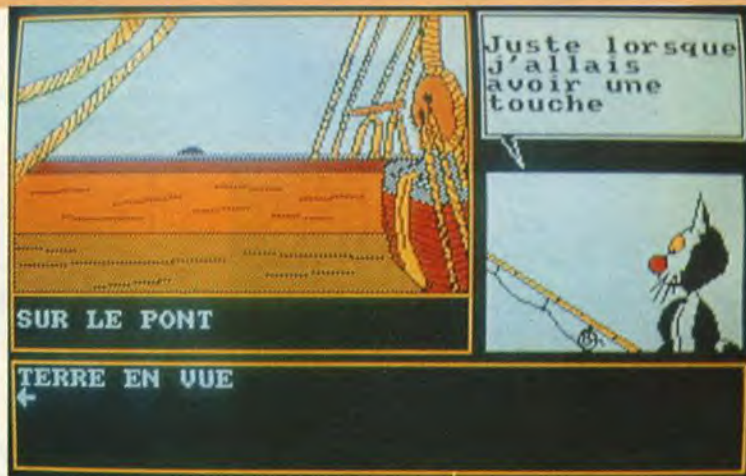 Juste lorsque
j'allais
avoir une
touche
SUR LE PONT
TERRE EN VUE
←